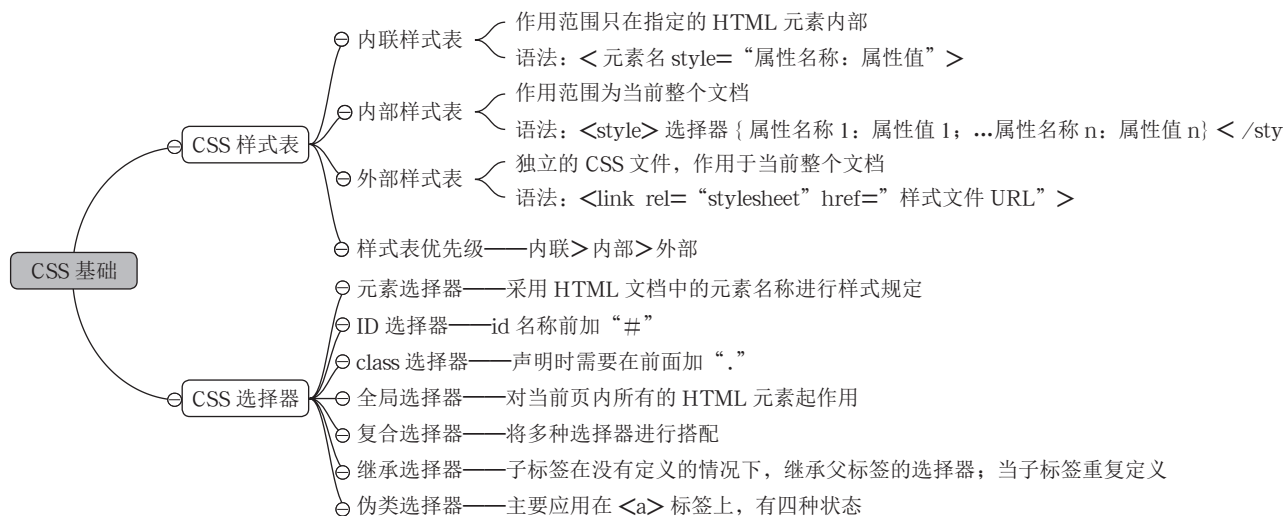 CSS 基础
CSS 样式表
内联样式表
作用范围只在指定的 HTML 元素内部
语法：< 元素名 style=“属性名称：属性值”>
内部样式表
作用范围为当前整个文档
语法：<style> 选择器 { 属性名称 1：属性值 1；…属性名称 n：属性值 n} < /sty
外部样式表
独立的 CSS 文件，作用于当前整个文档
语法：<link rel=“stylesheet” href=” 样式文件 URL”>
样式表优先级——内联>内部>外部
CSS 选择器
元素选择器——采用 HTML 文档中的元素名称进行样式规定
ID 选择器——id 名称前加“#”
class 选择器——声明时需要在前面加“.”
全局选择器——对当前页内所有的 HTML 元素起作用
复合选择器——将多种选择器进行搭配
继承选择器——子标签在没有定义的情况下，继承父标签的选择器；当子标签重复定义
伪类选择器——主要应用在 <a> 标签上，有四种状态